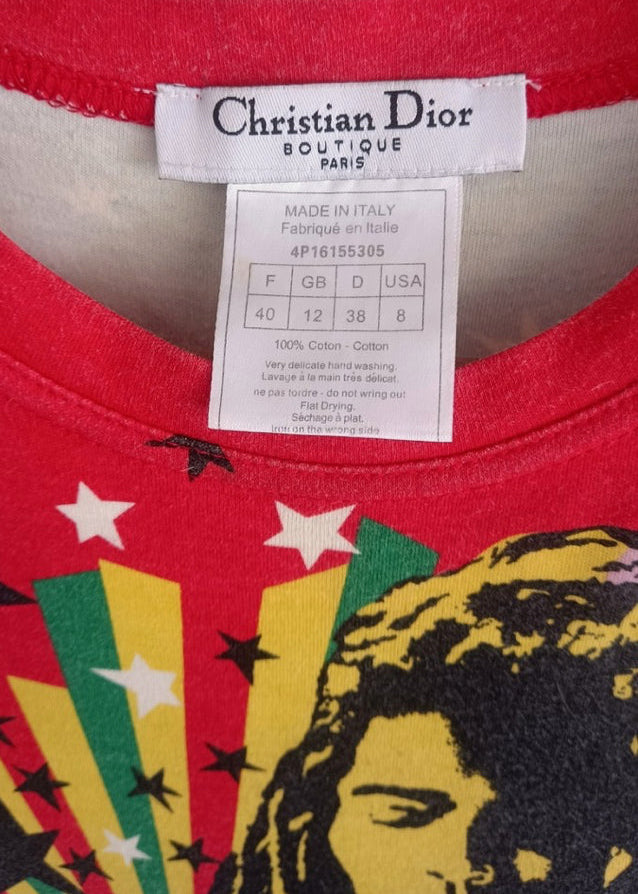 Christian Dior
BOUTIQUE
PARIS
MADE IN ITALY
Fabriqué en Italie
4P16155305
F GB D USA
40 12 38 8
100% Coton - Cotton
Very delicate hand washing.
Lavage à la main très délicat.
ne pas tordre - do not wring out
Flat Drying.
Séchage à plat.
Iron on the wrong side